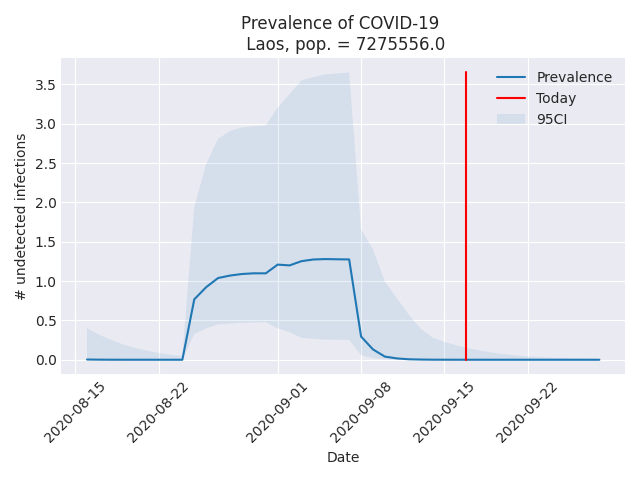 Prevalence of COVID-19
Laos, pop. = 7275556.0
Prevalence
Today
95CI
# undetected infections
3.5
3.0
2.5
2.0
1.5
1.0
0.5
0.0
2020-08-15
2020-08-22
2020-09-01
2020-09-08
2020-09-15
2020-09-22
Date